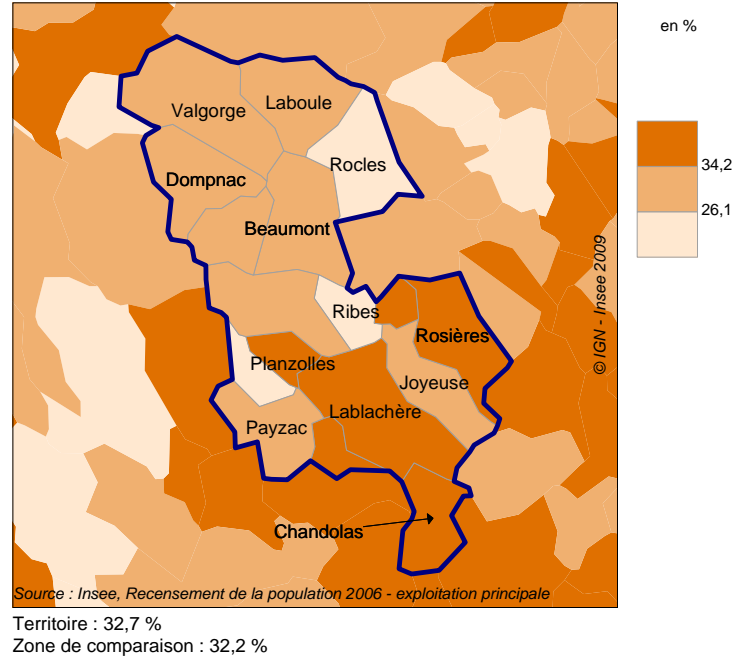 en %
34,2
26,1
Valgorge
Laboule
Rocles
Dompnac
Beaumont
Ribes
Rosières
Planzolles
Joyeuse
Lablachère
Payzac
Chandolas
© IGN - Insee 2009
Source : Insee, Recensement de la population 2006 - exploitation principale
Territoire : 32,7 %
Zone de comparaison : 32,2 %